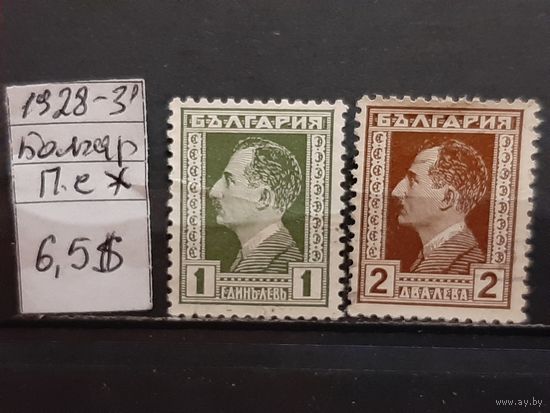 1928-31
Болгар
П.с *
6,5$
БЪЛГАРИЯ
1 ЕДИНЪ ЛЕВЪ 1
БЪЛГАРИЯ
2 ДВА ЛЕВА 2
www.ay.by